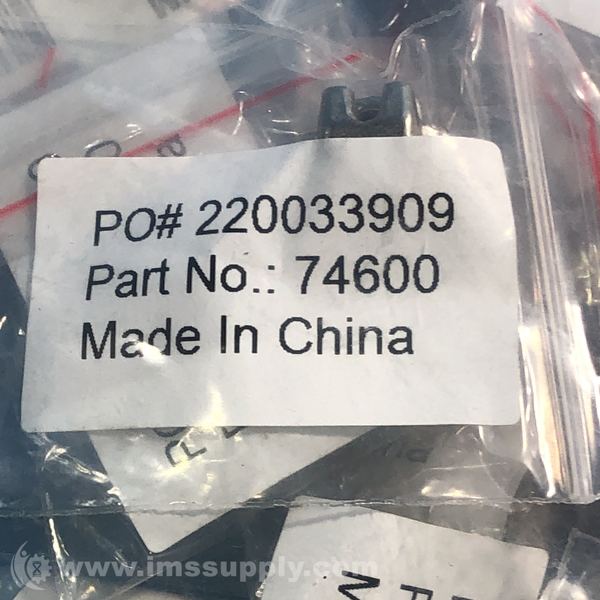 PO# 220033909
Part No.: 74600
Made In China
www.imssupply.com